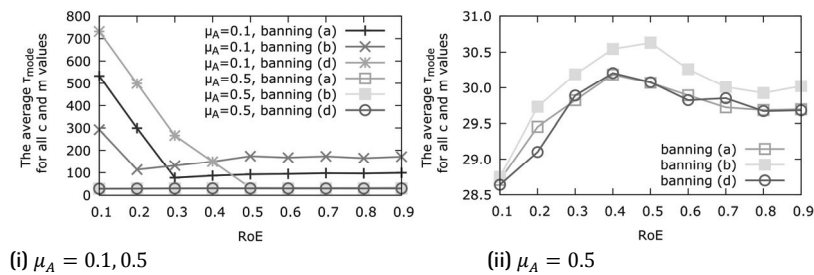 The average τmode
for all c and m values
800
700
600
500
400
300
200
100
0
0.1 0.2 0.3 0.4 0.5 0.6 0.7 0.8 0.9
RoE
μA=0.1, banning (a)
μA=0.1, banning (b)
μA=0.1, banning (d)
μA=0.5, banning (a)
μA=0.5, banning (b)
μA=0.5, banning (d)
(i) μA = 0.1, 0.5
The average τmode
for all c and m values
31.0
30.5
30.0
29.5
29.0
28.5
0.1 0.2 0.3 0.4 0.5 0.6 0.7 0.8 0.9
RoE
banning (a)
banning (b)
banning (d)
(ii) μA = 0.5